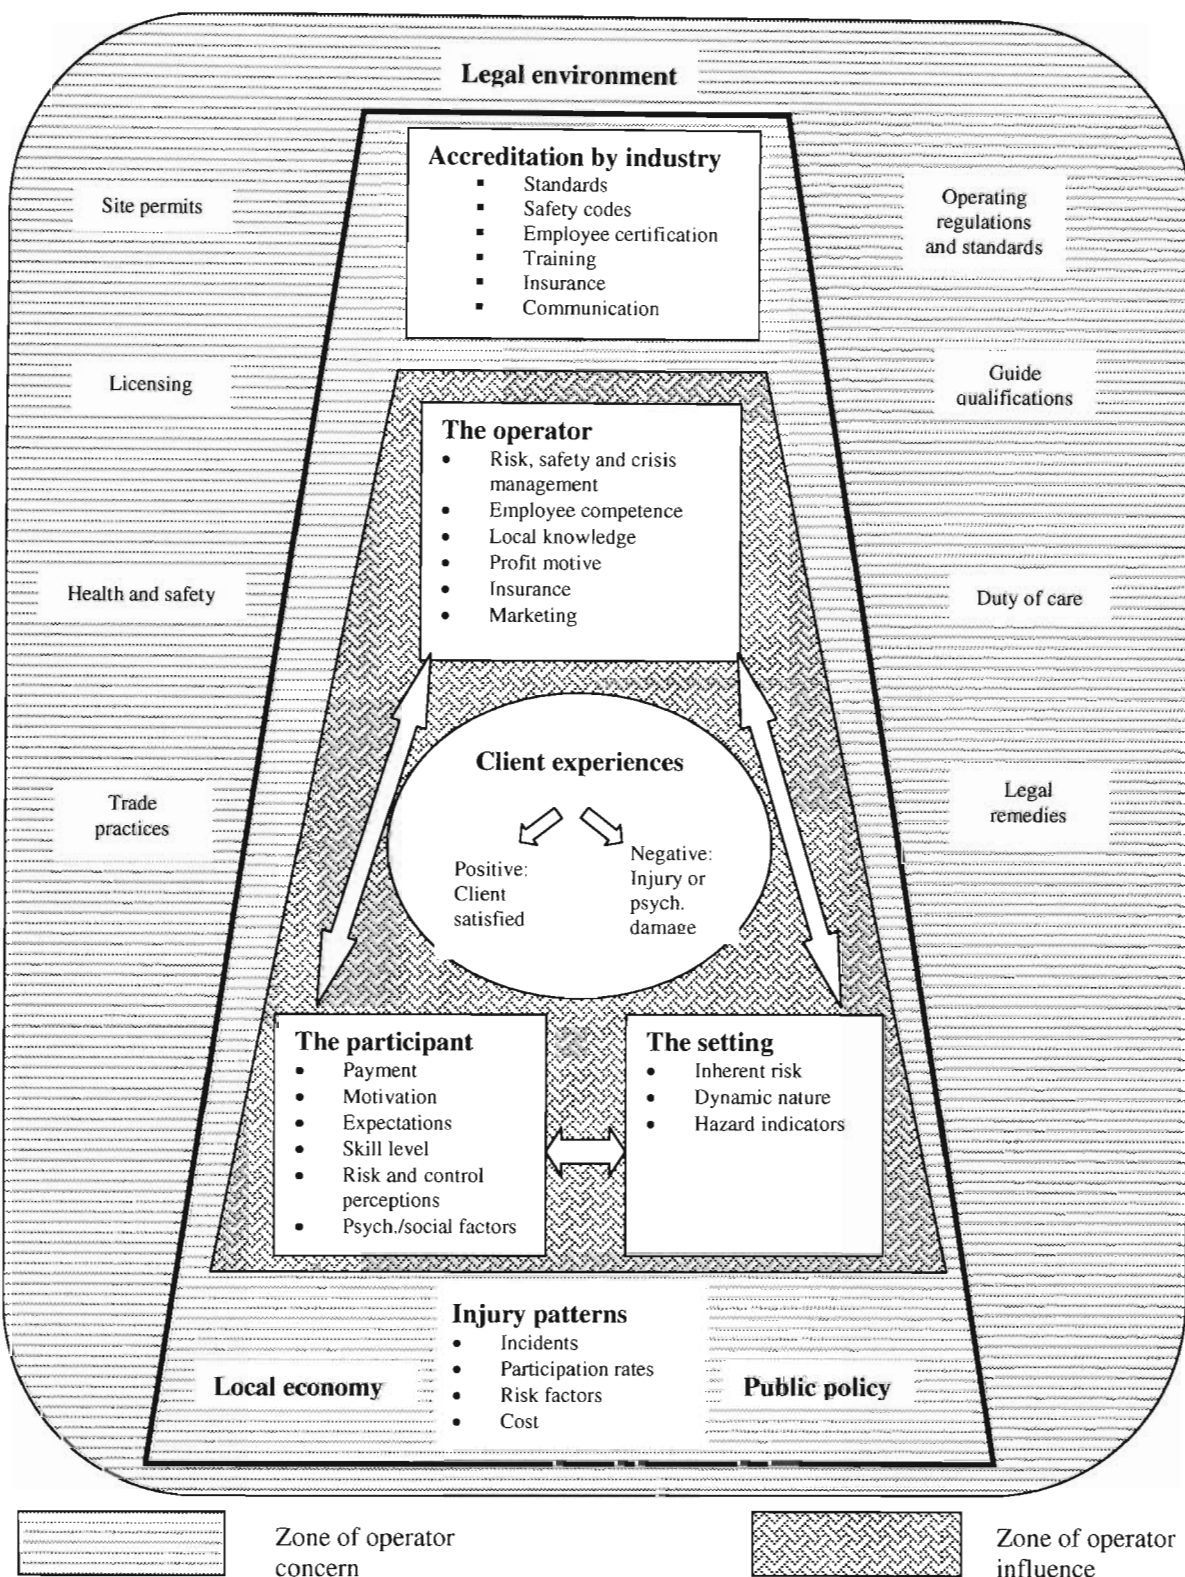 Legal environment
Accreditation by industry
▪ Standards
▪ Safety codes
▪ Employee certification
▪ Training
▪ Insurance
▪ Communication
Site permits
Operating
regulations
and standards
Licensing
Guide
qualifications
The operator
• Risk, safety and crisis
management
• Employee competence
• Local knowledge
• Profit motive
• Insurance
• Marketing
Health and safety
Duty of care
Client experiences
Positive:
Client
satisfied
Negative:
Injury or
psych.
damage
Trade
practices
Legal
remedies
The participant
• Payment
• Motivation
• Expectations
• Skill level
• Risk and control
perceptions
• Psych./social factors
The setting
• Inherent risk
• Dynamic nature
• Hazard indicators
Injury patterns
• Incidents
• Participation rates
• Risk factors
• Cost
Local economy
Public policy
Zone of operator
concern
Zone of operator
influence